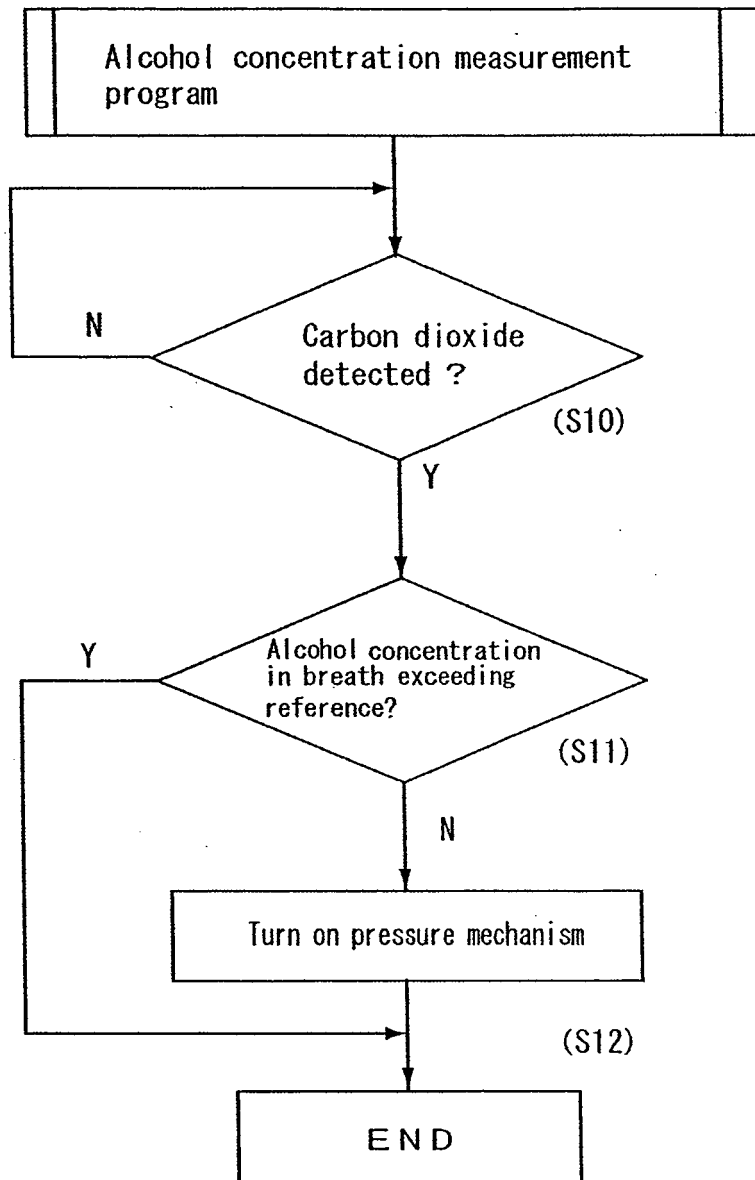 Alcohol concentration measurement
program
N
Carbon dioxide
detected ?
(S10)
Y
Y
Alcohol concentration
in breath exceeding
reference?
(S11)
N
Turn on pressure mechanism
(S12)
END